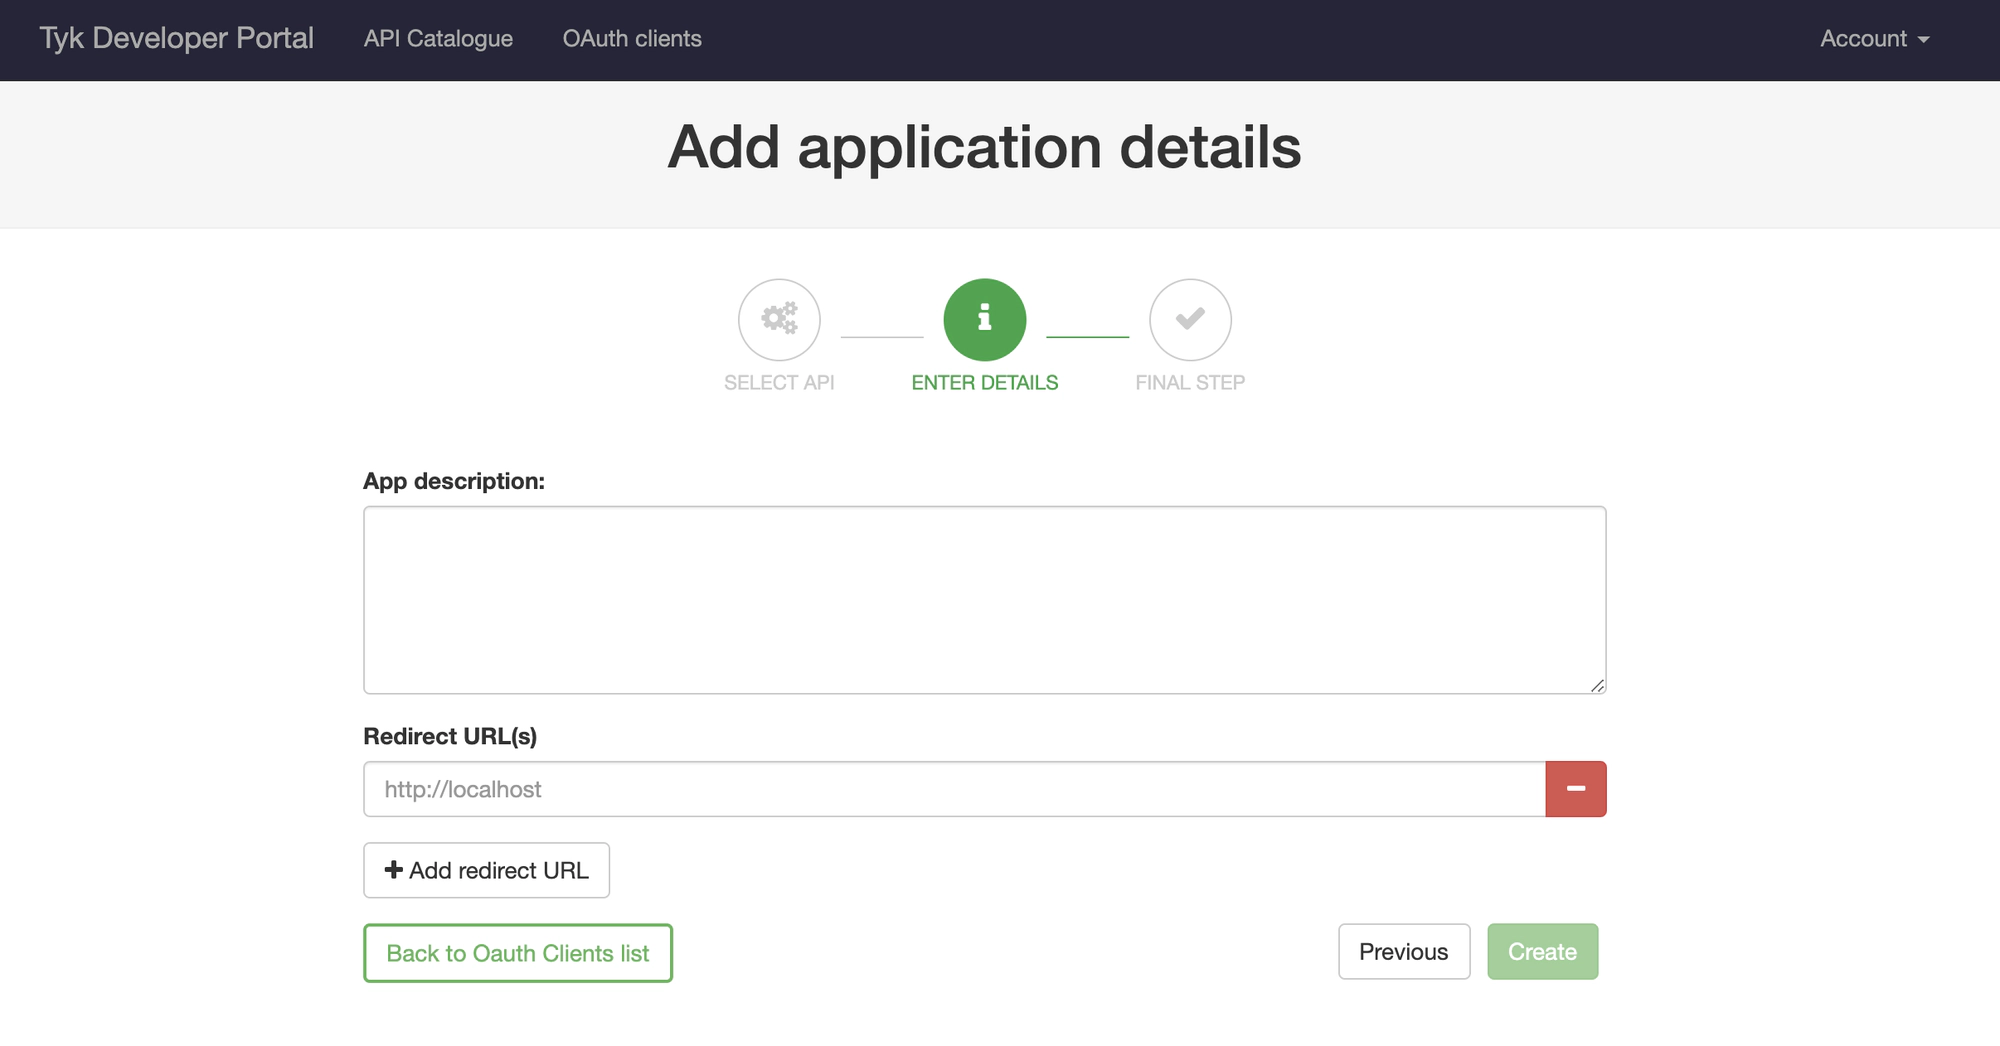 Tyk Developer Portal API Catalogue OAuth clients Account
Add application details
SELECT API ENTER DETAILS FINAL STEP
App description:
Redirect URL(s)
http://localhost
Add redirect URL
Back to Oauth Clients list Previous Create